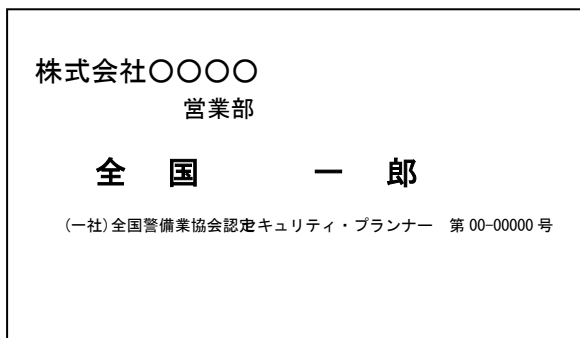 株式会社〇〇〇〇
営業部
全　国　　　一　郎
(一社)全国警備業協会認定セキュリティ・プランナー　第 00-00000 号